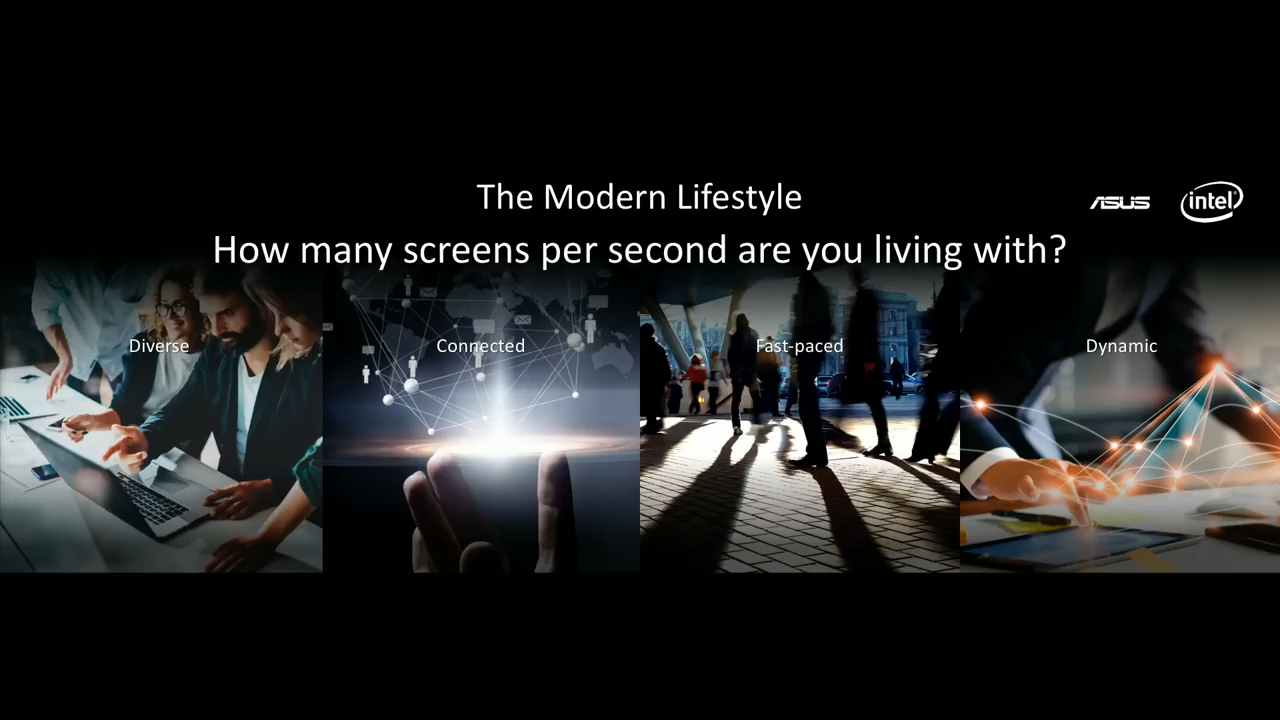 The Modern Lifestyle
ASUS
intel
How many screens per second are you living with?
Diverse
Connected
Fast-paced
Dynamic